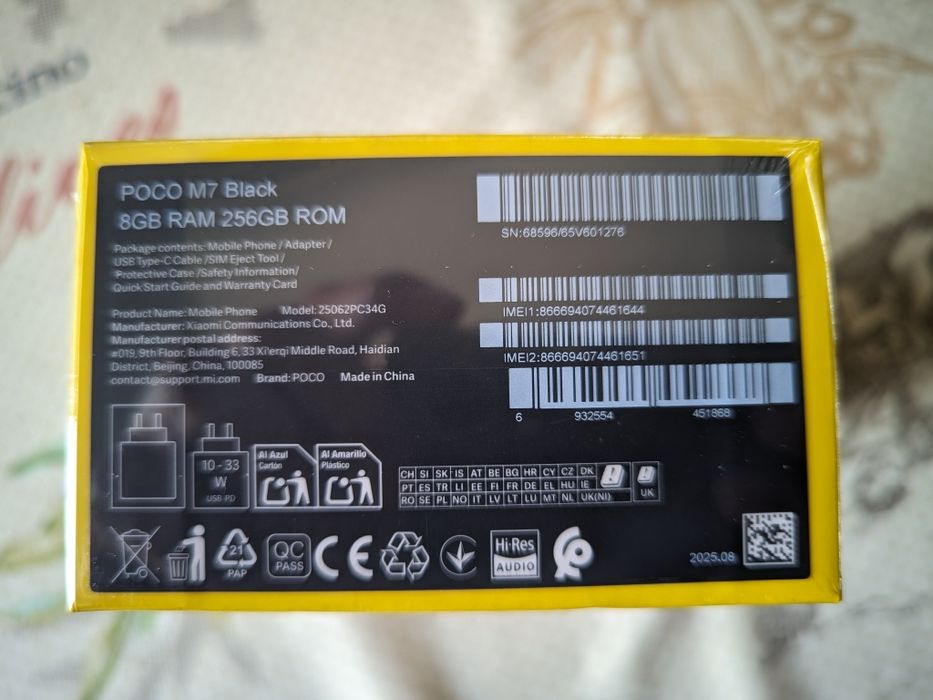 POCO M7 Black
8GB RAM 256GB ROM
Package contents: Mobile Phone / Adapter /
USB Type-C Cable /SIM Eject Tool /
Protective Case /Safety Information/
Quick Start Guide and Warranty Card
Product Name: Mobile Phone Model: 25062PC34G
Manufacturer: Xiaomi Communications Co., Ltd.
Manufacturer postal address:
#019, 9th Floor, Building 6, 33 Xi'erqi Middle Road, Haidian
District, Beijing, China, 100085
contact@support.mi.com Brand: POCO Made in China
SN:68596/65V601276
IMEI1:866694074461644
IMEI2:866694074461651
6 932554 451868
10 - 33
W
USB PD
Al Azul
Cartón
Al Amarillo
Plástico
CH SI SK IS AT BE BG HR CY CZ DK
PT ES TR LI EE FI FR DE EL HU IE
RO SE PL NO IT LV LT LU MT NL UK(NI)
UK
21
PAP
QC
PASS
CE
Hi-Res
AUDIO
2025.08